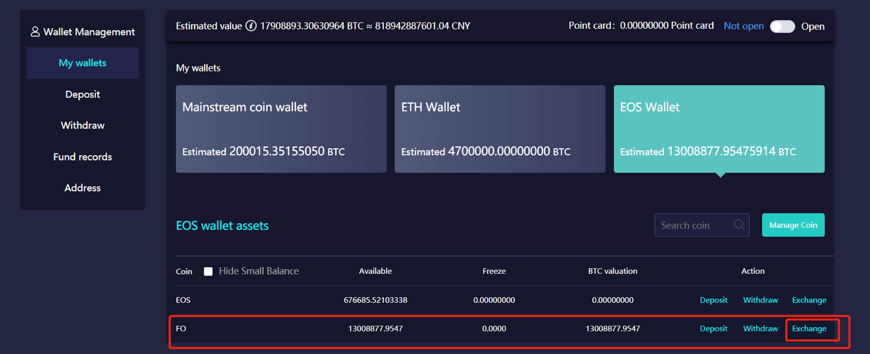 Wallet Management
My wallets
Deposit
Withdraw
Fund records
Address
Estimated value 17908893.30630964 BTC ≈ 818942887601.04 CNY
Point card: 0.00000000 Point card Not open Open
My wallets
Mainstream coin wallet
Estimated 200015.35155050 BTC
ETH Wallet
Estimated 4700000.00000000 BTC
EOS Wallet
Estimated 13008877.95475914 BTC
EOS wallet assets
Search coin
Manage Coin
Coin Hide Small Balance Available Freeze BTC valuation Action
EOS 676685.52103338 0.00000000 0.00000000 Deposit Withdraw Exchange
FO 13008877.9547 0.0000 13008877.9547 Deposit Withdraw Exchange